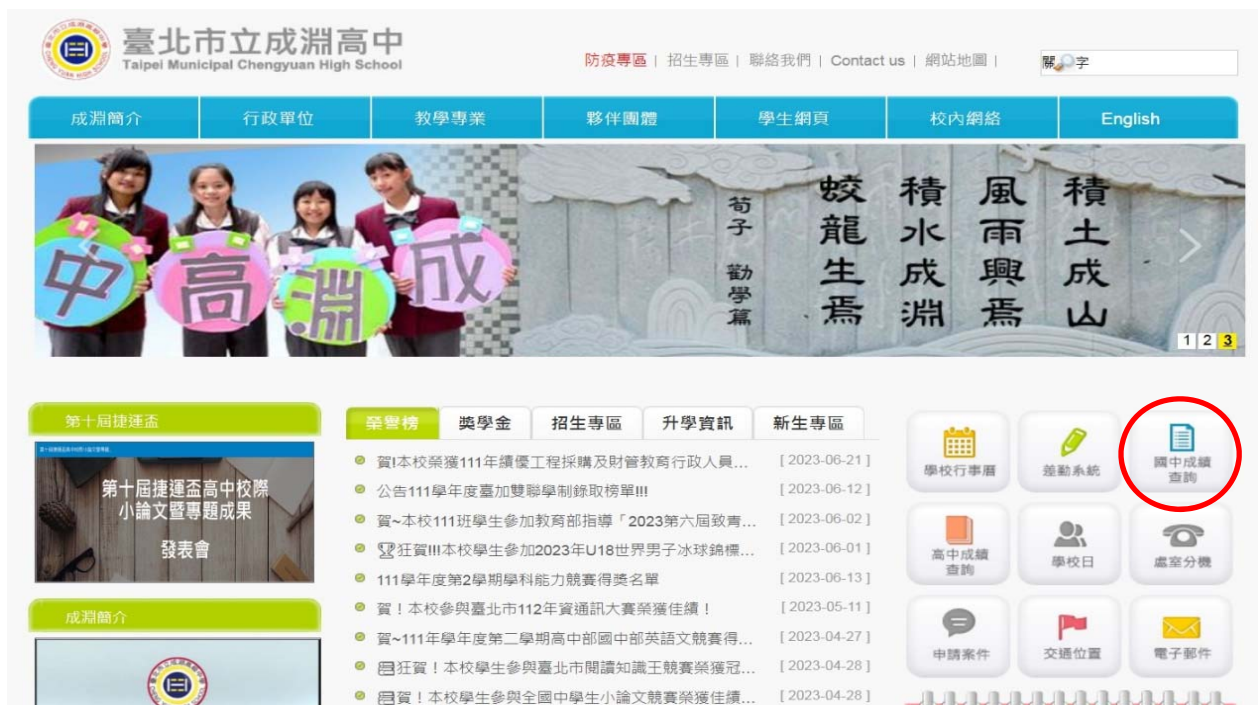 臺北市立成淵高中
Taipei Municipal Chengyuan High School
防疫專區 | 招生專區 | 聯絡我們 | Contact us | 網站地圖 |
關 字
成淵簡介 行政單位 教學專業 夥伴團體 學生網頁 校內網絡 English
中高淵成
積土成山
風雨興焉
積水成淵
蛟龍生焉
荀子 勸學篇
1 2 3
第十屆捷運盃
第十屆捷運盃高中校際
小論文暨專題成果
發表會
成淵簡介
榮譽榜 獎學金 招生專區 升學資訊 新生專區
賀!本校榮獲111年績優工程採購及財管教育行政人員... [ 2023-06-21 ]
公告111學年度臺加雙聯學制錄取榜單!!! [ 2023-06-12 ]
賀~本校111班學生參加教育部指導「2023第六屆致青... [ 2023-06-02 ]
狂賀!!!本校學生參加2023年U18世界男子冰球錦標... [ 2023-06-01 ]
111學年度第2學期學科能力競賽得獎名單 [ 2023-06-13 ]
賀！本校參與臺北市112年資通訊大賽榮獲佳績！ [ 2023-05-11 ]
賀~111年學年度第二學期高中部國中部英語文競賽得... [ 2023-04-27 ]
狂賀！本校學生參與臺北市閱讀知識王競賽榮獲冠... [ 2023-04-28 ]
賀！本校學生參與全國中學生小論文競賽榮獲佳績... [ 2023-04-28 ]
學校行事曆 差勤系統 國中成績
查詢
高中成績
查詢
學校日 處室分機
申請案件 交通位置 電子郵件